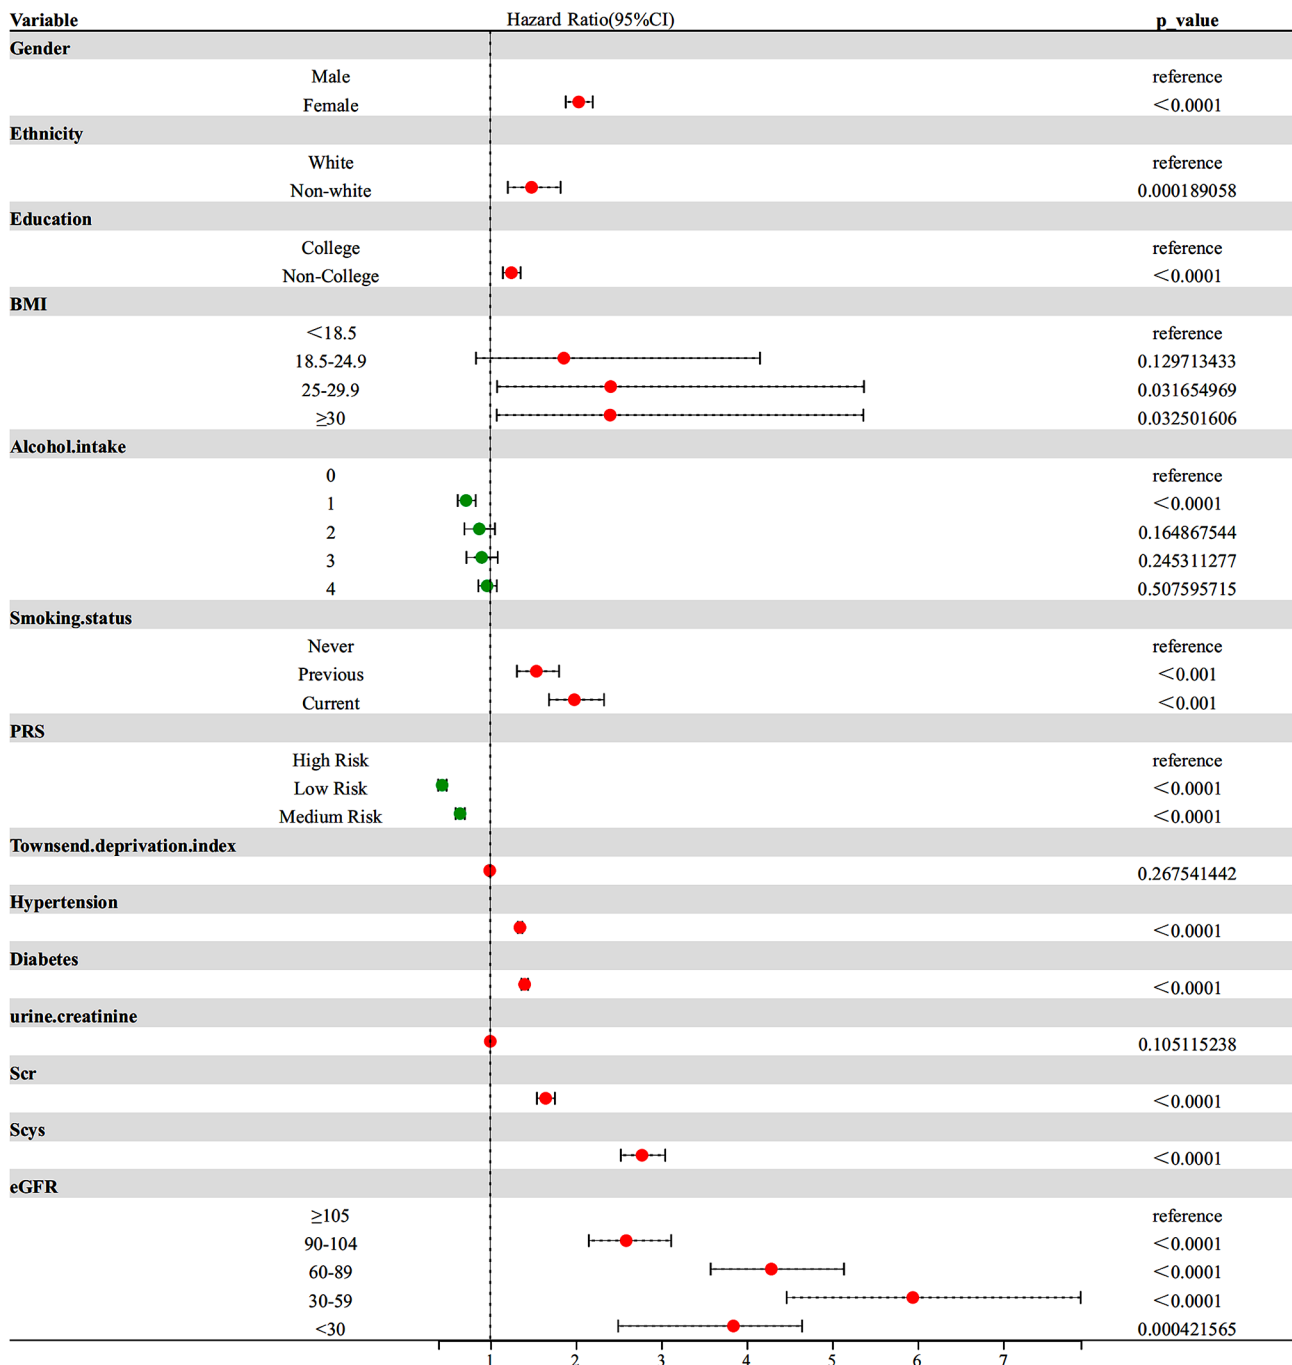 Variable Hazard Ratio(95%CI) p_value
Gender
Male reference
Female <0.0001
Ethnicity
White reference
Non-white 0.000189058
Education
College reference
Non-College <0.0001
BMI
<18.5 reference
18.5-24.9 0.129713433
25-29.9 0.031654969
≥30 0.032501606
Alcohol.intake
0 reference
1 <0.0001
2 0.164867544
3 0.245311277
4 0.507595715
Smoking.status
Never reference
Previous <0.001
Current <0.001
PRS
High Risk reference
Low Risk <0.0001
Medium Risk <0.0001
Townsend.deprivation.index
0.267541442
Hypertension
<0.0001
Diabetes
<0.0001
urine.creatinine
0.105115238
Scr
<0.0001
Scys
<0.0001
eGFR
≥105 reference
90-104 <0.0001
60-89 <0.0001
30-59 <0.0001
<30 0.000421565
1 2 3 4 5 6 7